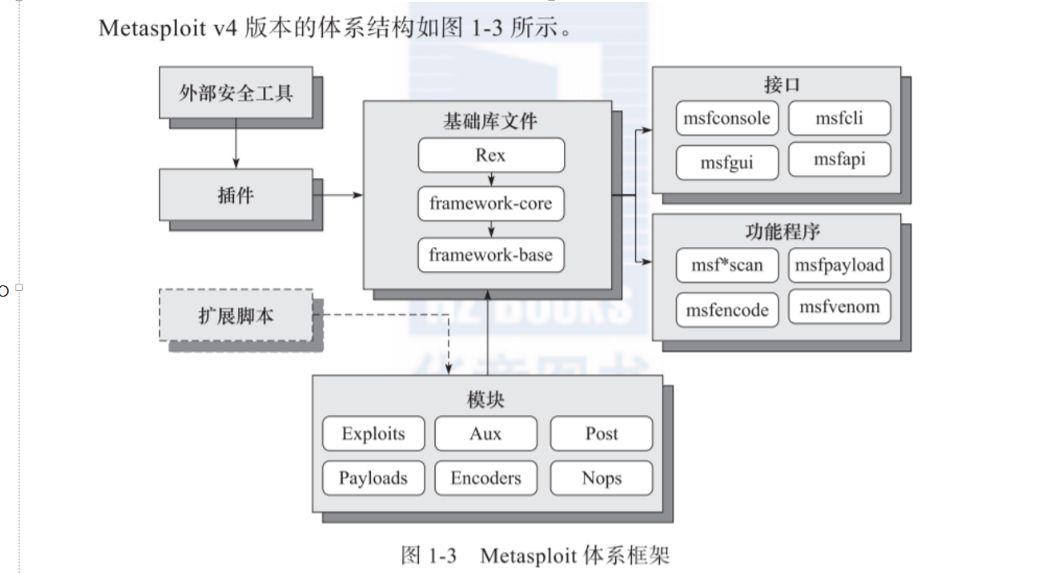 Metasploit v4 版本的体系结构如图 1-3 所示。
外部安全工具
插件
扩展脚本
基础库文件
Rex
framework-core
framework-base
接口
msfconsole
msfcli
msfgui
msfapi
功能程序
msf*scan
msfpayload
msfencode
msfvenom
模块
Exploits
Aux
Post
Payloads
Encoders
Nops
图 1-3 Metasploit 体系框架